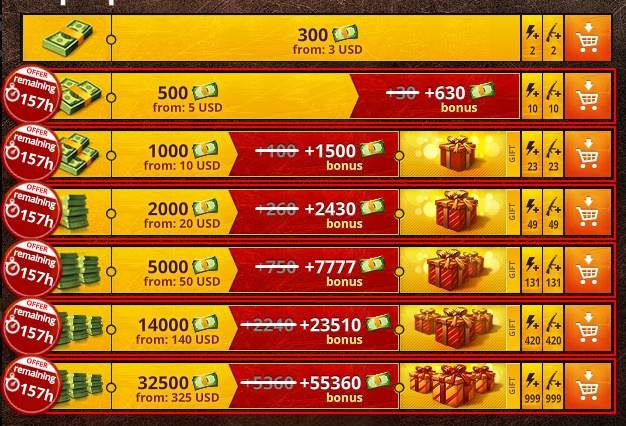 300
from: 3 USD
2 2
OFFER
remaining
157h
500
from: 5 USD
+30 +630
bonus
10 10
OFFER
remaining
157h
1000
from: 10 USD
+100 +1500
bonus
GIFT
23 23
OFFER
remaining
157h
2000
from: 20 USD
+260 +2430
bonus
GIFT
49 49
OFFER
remaining
157h
5000
from: 50 USD
+750 +7777
bonus
GIFT
131 131
OFFER
remaining
157h
14000
from: 140 USD
+2240 +23510
bonus
GIFT
420 420
OFFER
remaining
157h
32500
from: 325 USD
+5360 +55360
bonus
GIFT
999 999